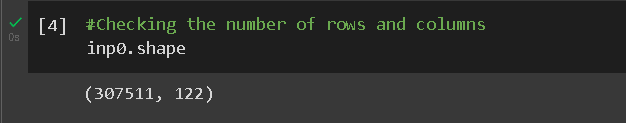 [4] #Checking the number of rows and columns
0s
inp0.shape
(307511, 122)